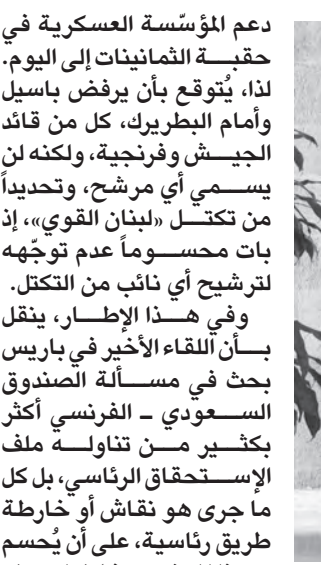 دعم المؤسّسة العسكرية في
حقبة الثمانينات إلى اليوم.
لذا، يُتوقع بأن يرفض باسيل
وأمام البطريرك، كل من قائد
الجيش وفرنجية، ولكنه لن
يسمي أي مرشح، وتحديداً
من تكتل «لبنان القوي»، إذ
بات محسوماً عدم توجّهه
لترشيح أي نائب من التكتل.
وفي هذا الإطار، ينقل
بأن اللقاء الأخير في باريس
بحث في مسألة الصندوق
السعودي ـ الفرنسي أكثر
بكثير من تناوله ملف
الإستحقاق الرئاسي، بل كل
ما جرى هو نقاش أو خارطة
طريق رئاسية، على أن يُحسم